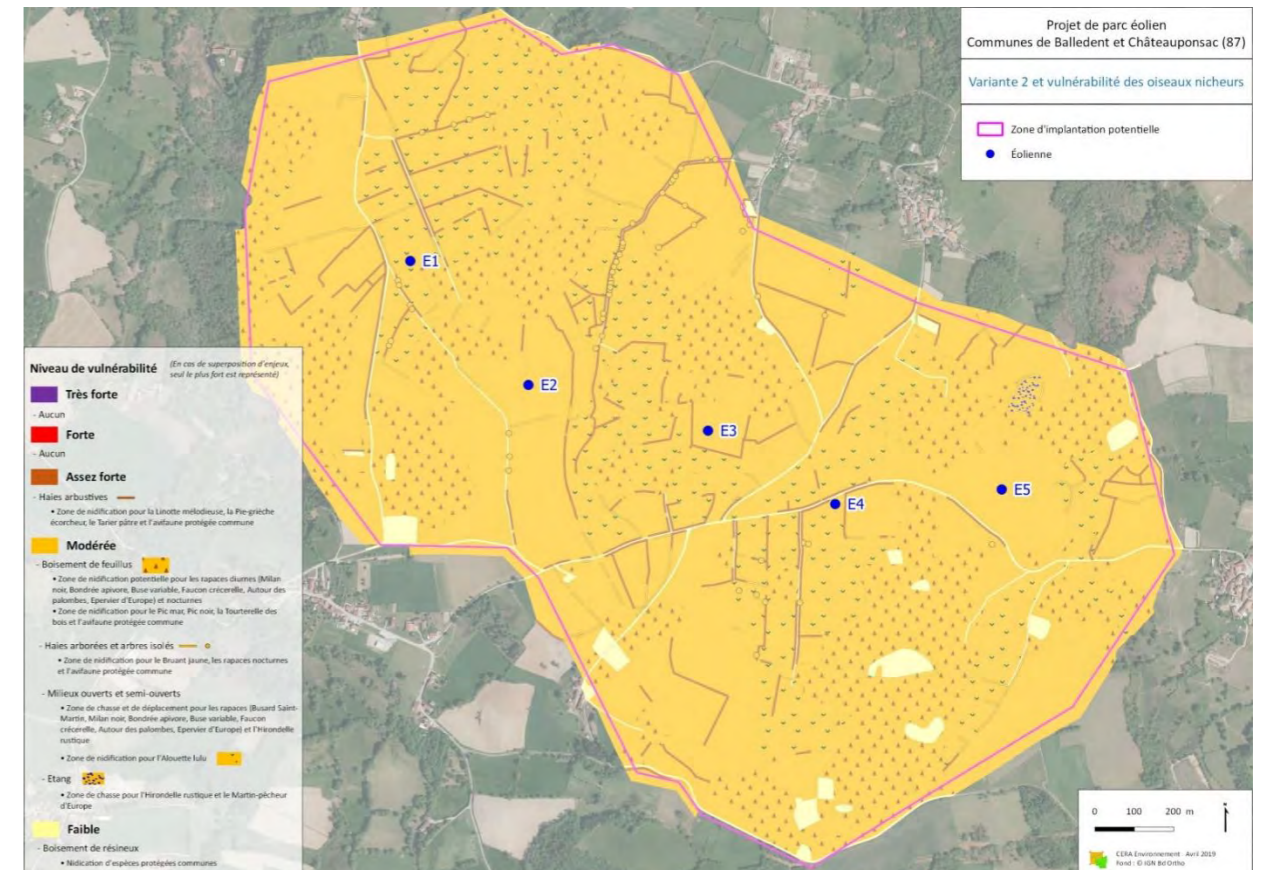 Projet de parc éolien
Communes de Balledent et Châteauponsac (87)
Variante 2 et vulnérabilité des oiseaux nicheurs
Zone d'implantation potentielle
Éolienne
E1
E2
E3
E4
E5
Niveau de vulnérabilité
(En cas de superposition d'enjeux,
seul le plus fort est représenté)
Très forte
- Aucun
Forte
- Aucun
Assez forte
- Haies arbustives
• Zone de nidification pour la Linotte mélodieuse, la Pie-grièche
écorcheur, le Tarier pâtre et l'avifaune protégée commune
Modérée
- Boisement de feuillus
• Zone de nidification potentielle pour les rapaces diurnes (Milan
noir, Bondrée apivore, Buse variable, Faucon crécerelle, Autour des
palombes, Epervier d'Europe) et nocturnes
• Zone de nidification pour le Pic mar, Pic noir, la Tourterelle des
bois et l'avifaune protégée commune
- Haies arborées et arbres isolés
• Zone de nidification pour le Bruant jaune, les rapaces nocturnes
et l'avifaune protégée commune
- Milieux ouverts et semi-ouverts
• Zone de chasse et de déplacement pour les rapaces (Busard Saint-
Martin, Milan noir, Bondrée apivore, Buse variable, Faucon
crécerelle, Autour des palombes, Epervier d'Europe) et l'Hirondelle
rustique
• Zone de nidification pour l'Alouette lulu
- Etang
• Zone de chasse pour l'Hirondelle rustique et le Martin-pêcheur
d'Europe
Faible
- Boisement de résineux
• Nidication d'espèces protégées communes
0 100 200 m
CERA Environnement - Avril 2019
Fond : © IGN Bd Ortho